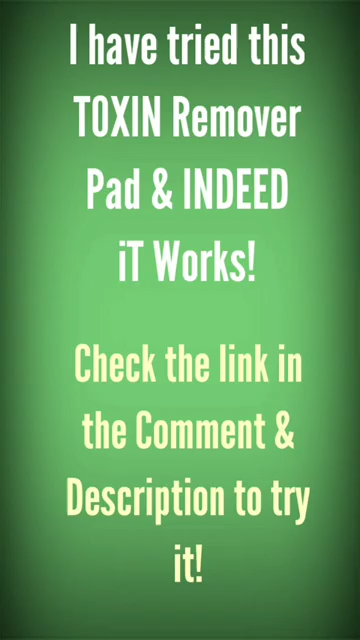 I have tried this
TOXIN Remover
Pad & INDEED
iT Works!
Check the link in
the Comment &
Description to try
it!